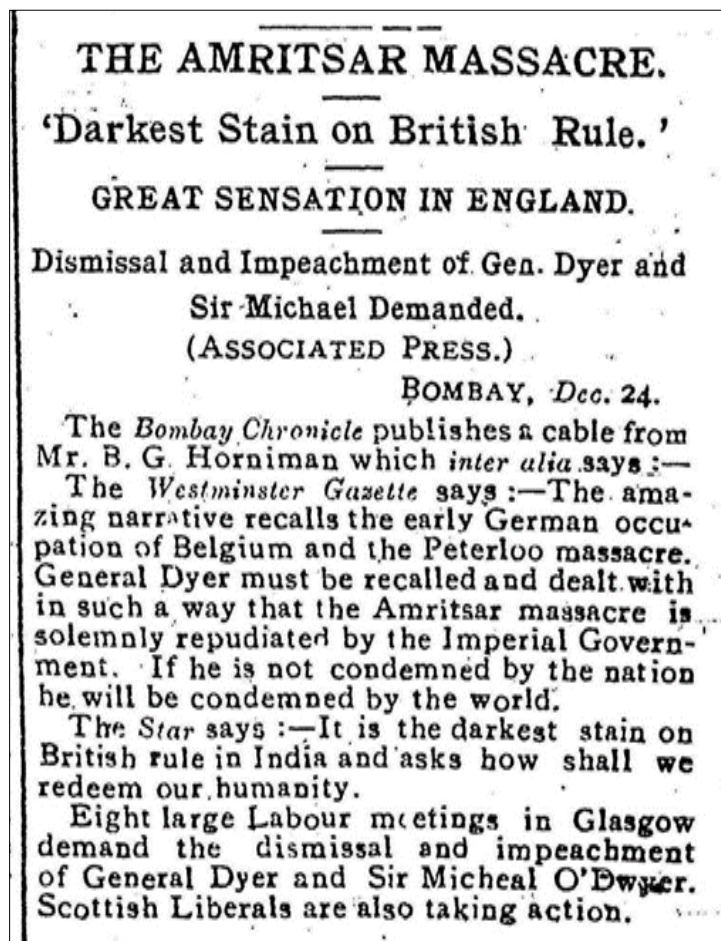 THE AMRITSAR MASSACRE.
'Darkest Stain on British Rule.'
GREAT SENSATION IN ENGLAND.
Dismissal and Impeachment of Gen. Dyer and
Sir Michael Demanded.
(ASSOCIATED PRESS.)
BOMBAY, Dec. 24.
The Bombay Chronicle publishes a cable from
Mr. B. G. Horniman which inter alia says :—
The Westminster Gazette says :—The ama-
zing narrative recalls the early German occu-
pation of Belgium and the Peterloo massacre.
General Dyer must be recalled and dealt with
in such a way that the Amritsar massacre is
solemnly repudiated by the Imperial Govern-
ment. If he is not condemned by the nation
he will be condemned by the world.
The Star says :—It is the darkest stain on
British rule in India and asks how shall we
redeem our humanity.
Eight large Labour meetings in Glasgow
demand the dismissal and impeachment
of General Dyer and Sir Micheal O'Dwyer.
Scottish Liberals are also taking action.